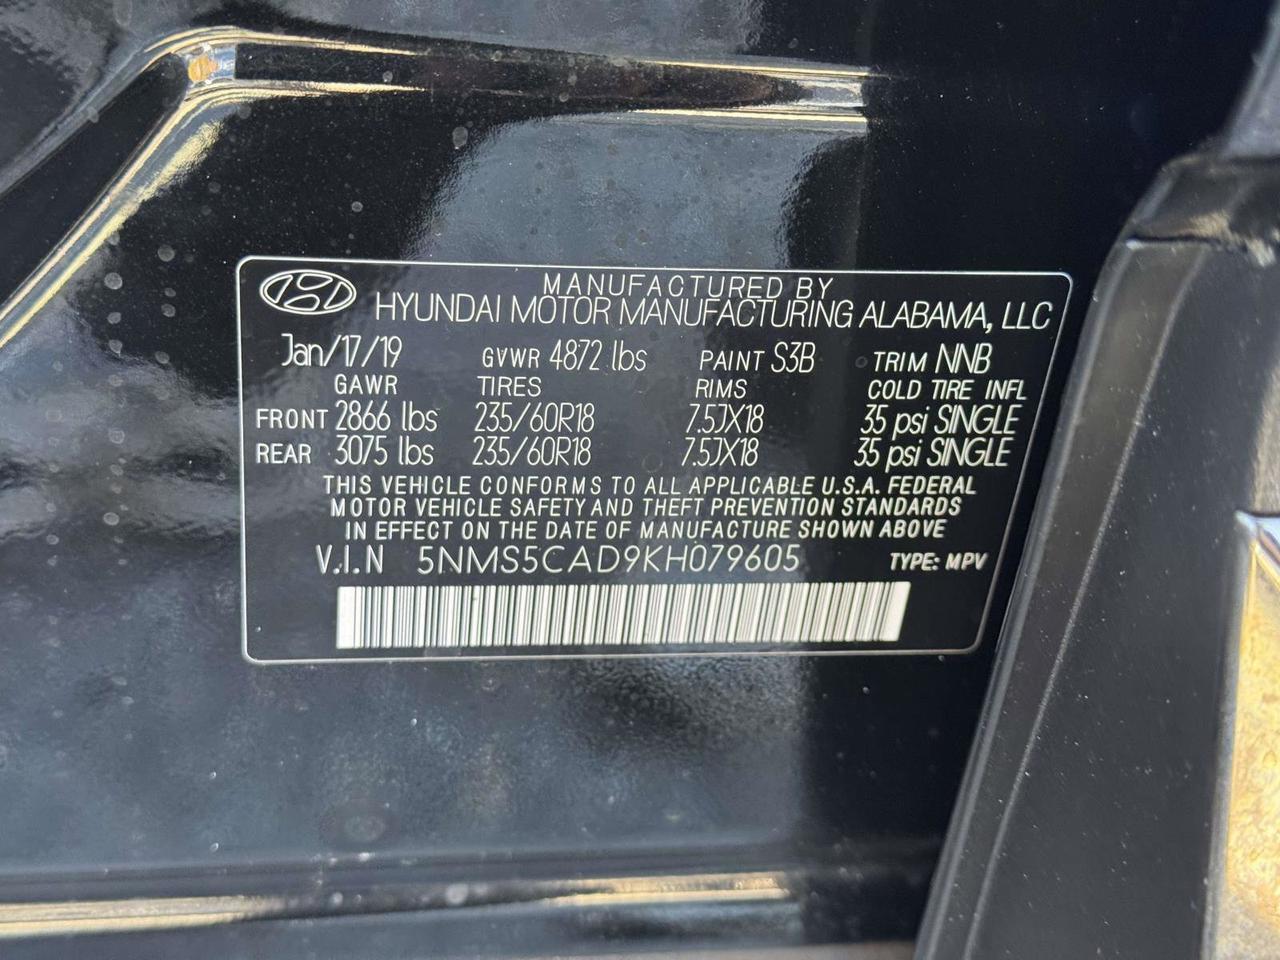 MANUFACTURED BY
HYUNDAI MOTOR MANUFACTURING ALABAMA, LLC
Jan/17/19 GVWR 4872 lbs PAINT S3B TRIM NNB
GAWR TIRES RIMS COLD TIRE INFL
FRONT 2866 lbs 235/60R18 7.5JX18 35 psi SINGLE
REAR 3075 lbs 235/60R18 7.5JX18 35 psi SINGLE
THIS VEHICLE CONFORMS TO ALL APPLICABLE U.S.A. FEDERAL
MOTOR VEHICLE SAFETY AND THEFT PREVENTION STANDARDS
IN EFFECT ON THE DATE OF MANUFACTURE SHOWN ABOVE
V.I.N 5NMS5CAD9KH079605 TYPE: MPV